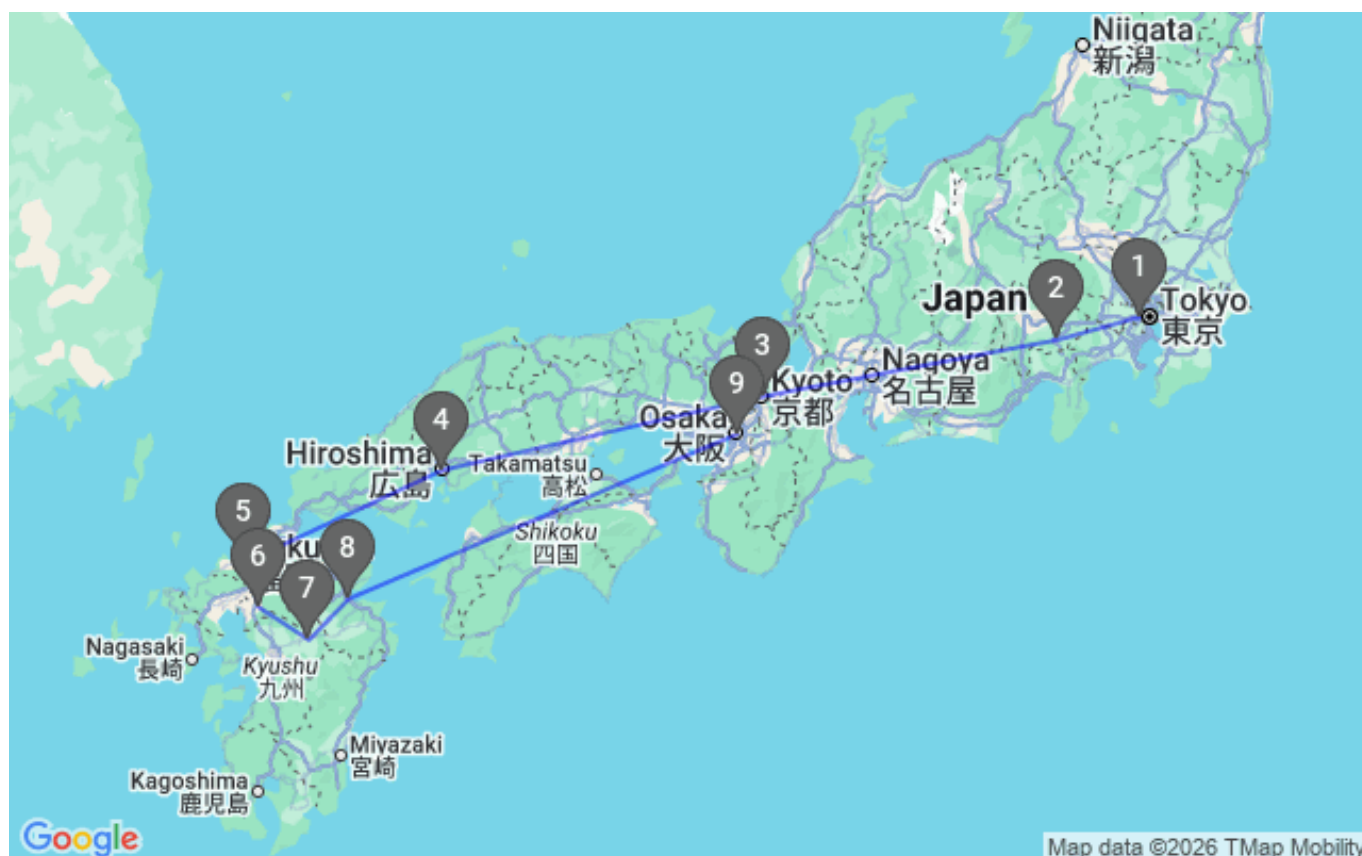 Niigata
新潟
1
2
Japan
Tokyo
東京
3
Nagoya
名古屋
9
Kyoto
京都
Osaka
大阪
4
Hiroshima
広島
Takamatsu
高松
5
Shikoku
四国
6
8
7
Nagasaki
長崎
Kyushu
九州
Miyazaki
宮崎
Kagoshima
鹿児島
Google
Map data ©2026 TMap Mobility